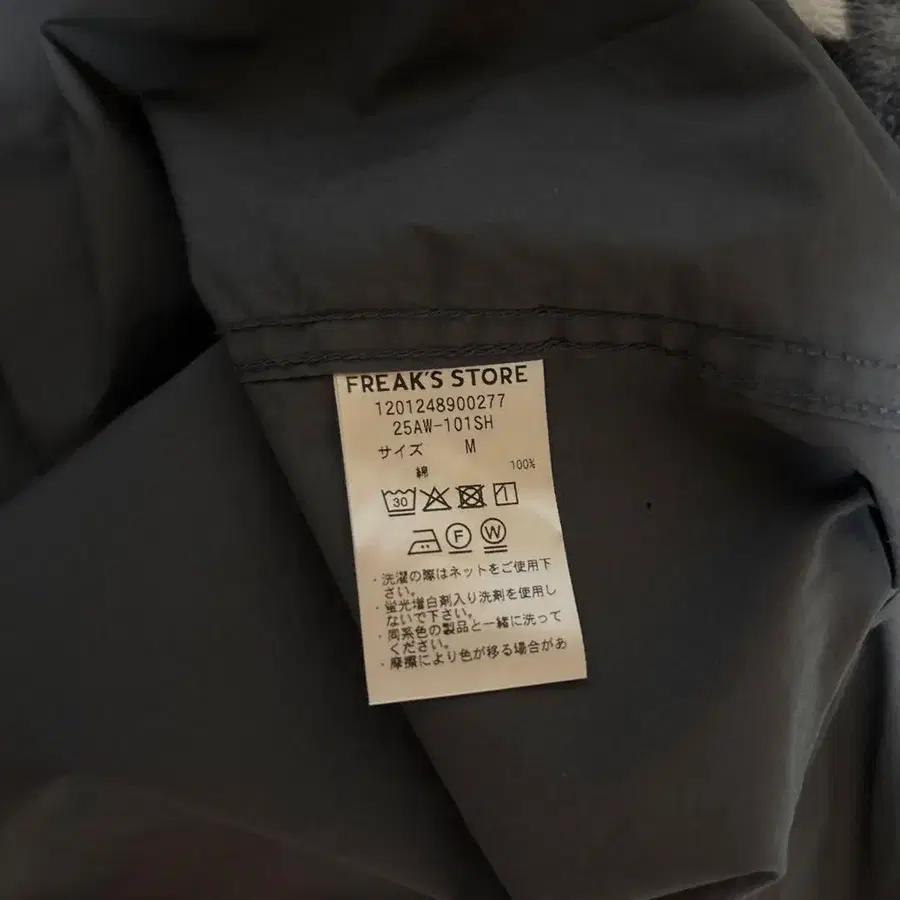 FREAK'S STORE
1201248900277
25AW-101SH
サイズ M
綿 100%
30
F W
・洗濯の際はネットをご使用下
さい。
・蛍光増白剤入り洗剤を使用し
ないで下さい。
・同系色の製品と一緒に洗って
ください。
・摩擦により色が移る場合があ